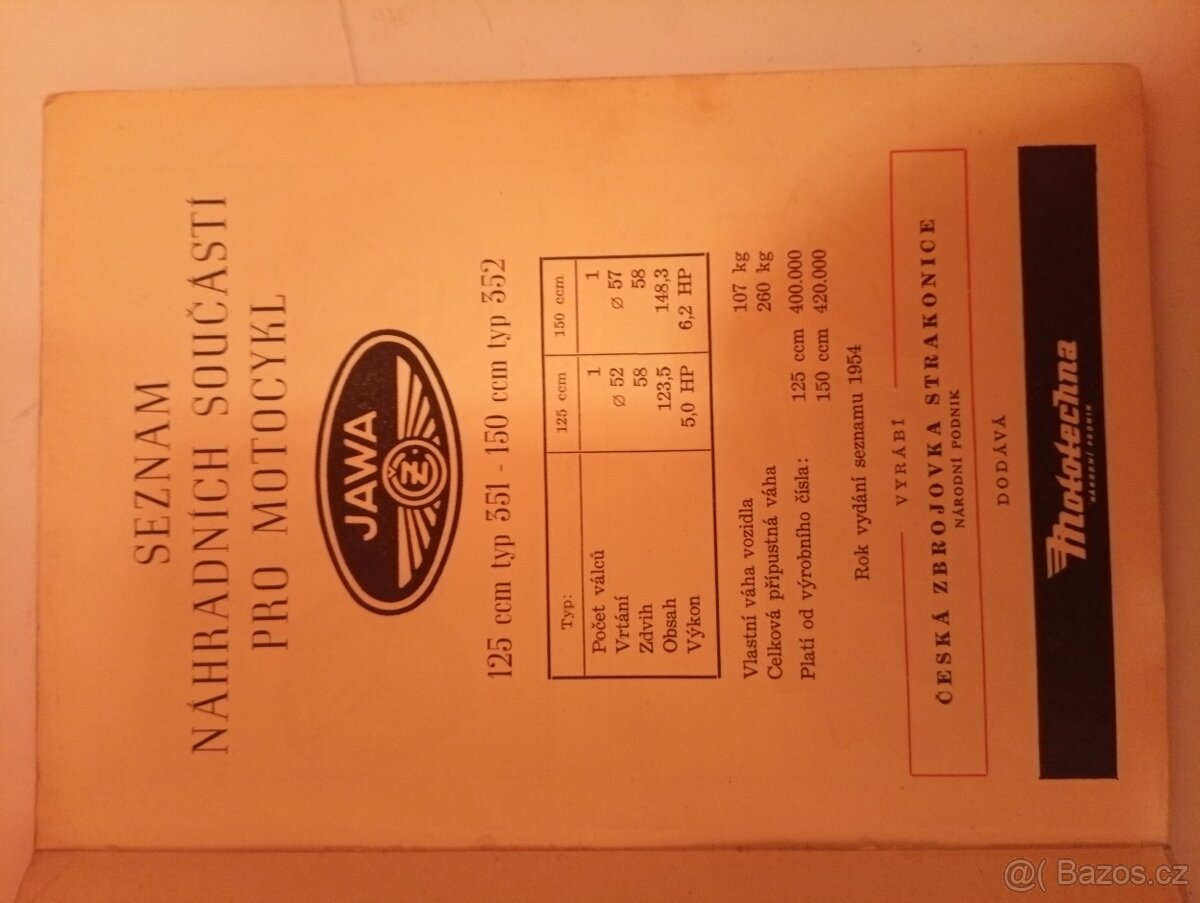 SEZNAM
NÁHRADNÍCH SOUČÁSTÍ
PRO MOTOCYKL
JAWA
ČZ
125 ccm typ 351 - 150 ccm typ 352
Typ: 125 ccm 150 ccm
Počet válců 1 1
Vrtání ∅ 52 ∅ 57
Zdvih 58 58
Obsah 123,5 148,3
Výkon 5,0 HP 6,2 HP
Vlastní váha vozidla 107 kg
Celková přípustná váha 260 kg
Platí od výrobního čísla: 125 ccm 400.000
150 ccm 420.000
Rok vydání seznamu 1954
VYRÁBÍ
ČESKÁ ZBROJOVKA STRAKONICE
NÁRODNÍ PODNIK
DODÁVÁ
Mototechna
NÁRODNÍ PODNIK
@( Bazos.cz